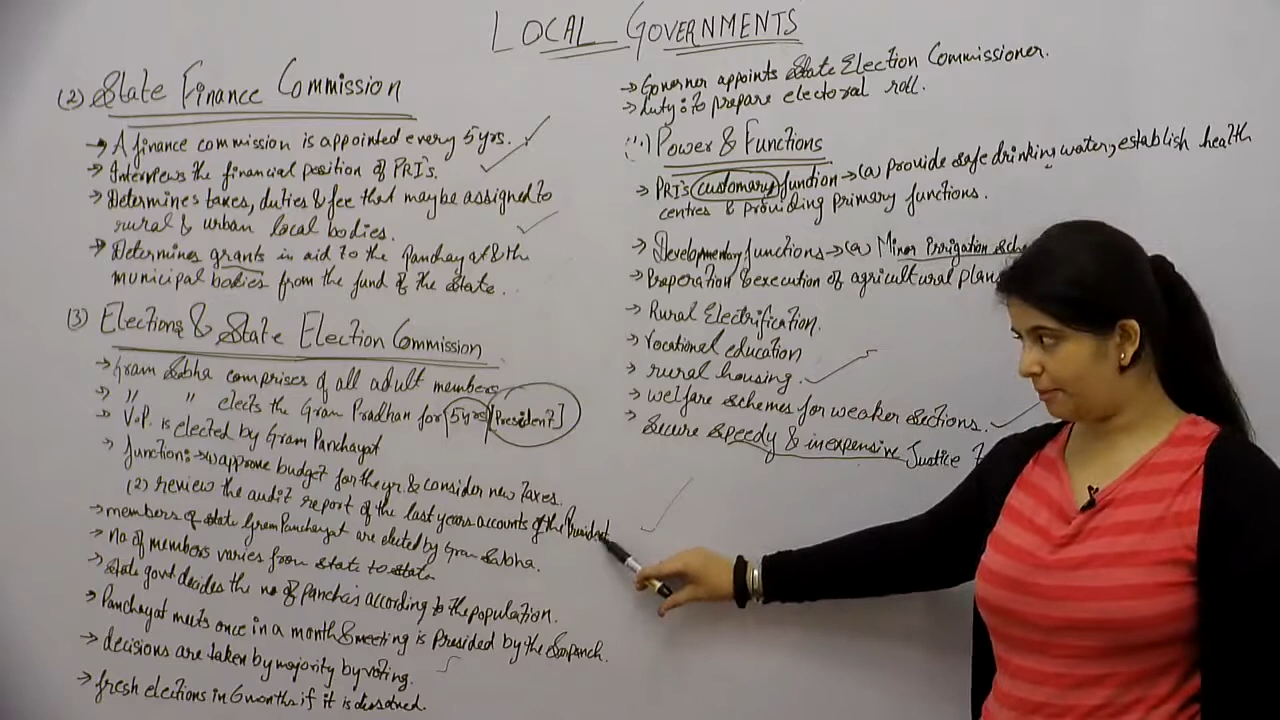 LOCAL GOVERNMENTS
(2) State Finance Commission
→ A finance commission is appointed every 5yrs.
→ Interviews the financial position of PRI's.
→ Determines taxes, duties & fee that maybe assigned to
rural & urban local bodies.
→ Determines grants in aid to the Panchayat & the
municipal bodies from the fund of the State.
(3) Elections & State Election Commission
→ Gram Sabha comprises of all adult members
→ " " elects the Gram Pradhan for [5yrs] [President]
→ V.P. is elected by Gram Panchayat
→ function:→ (1) approve budget for the yr. & consider new taxes.
(2) review the audit report of the last years accounts of the President
→ members of state Gram Panchayat are elected by Gram Sabha.
→ no of members varies from state to state
→ State govt decides the no of Panchas according to the population.
→ Panchayat meets once in a month & meeting is Presided by the Sarpanch.
→ decisions are taken by majority by voting.
→ fresh elections in 6 months if it is dissolved.
→ Governor appoints State Election Commissioner.
→ Duty: to prepare electoral roll.
Power & Functions
→ PRI's customary function → (a) provide safe drinking water, establish health
centres & providing primary functions.
→ Developmentary functions → (a) Minor irrigation
→ Preperation & execution of agricultural plans
→ Rural Electrification.
→ Vocational education
→ rural housing.
→ welfare schemes for weaker sections.
→ Secure speedy & inexpensive Justice